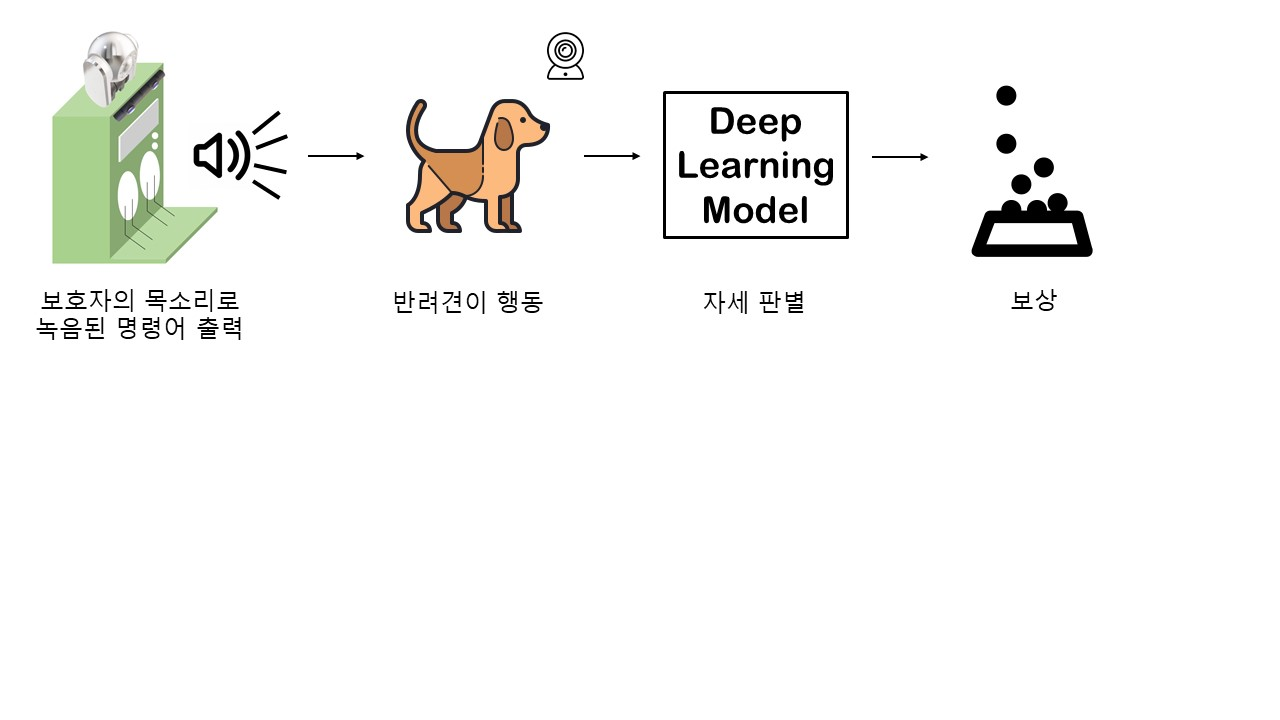 Deep
Learning
Model
보호자의 목소리로
녹음된 명령어 출력
반려견이 행동
자세 판별
보상